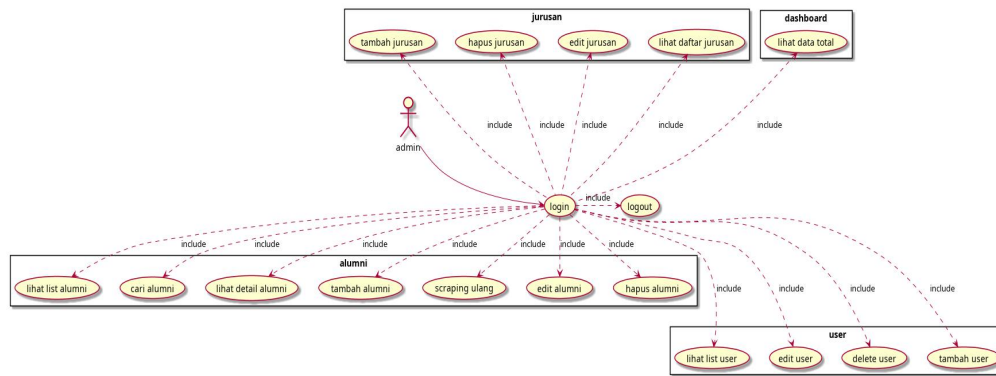 jurusan
tambah jurusan
hapus jurusan
edit jurusan
lihat daftar jurusan
dashboard
lihat data total
include
include
include
include
include
admin
login
include
logout
include
include
include
include
include
include
include
alumni
lihat list alumni
cari alumni
lihat detail alumni
tambah alumni
scraping ulang
edit alumni
hapus alumni
include
include
include
include
user
lihat list user
edit user
delete user
tambah user